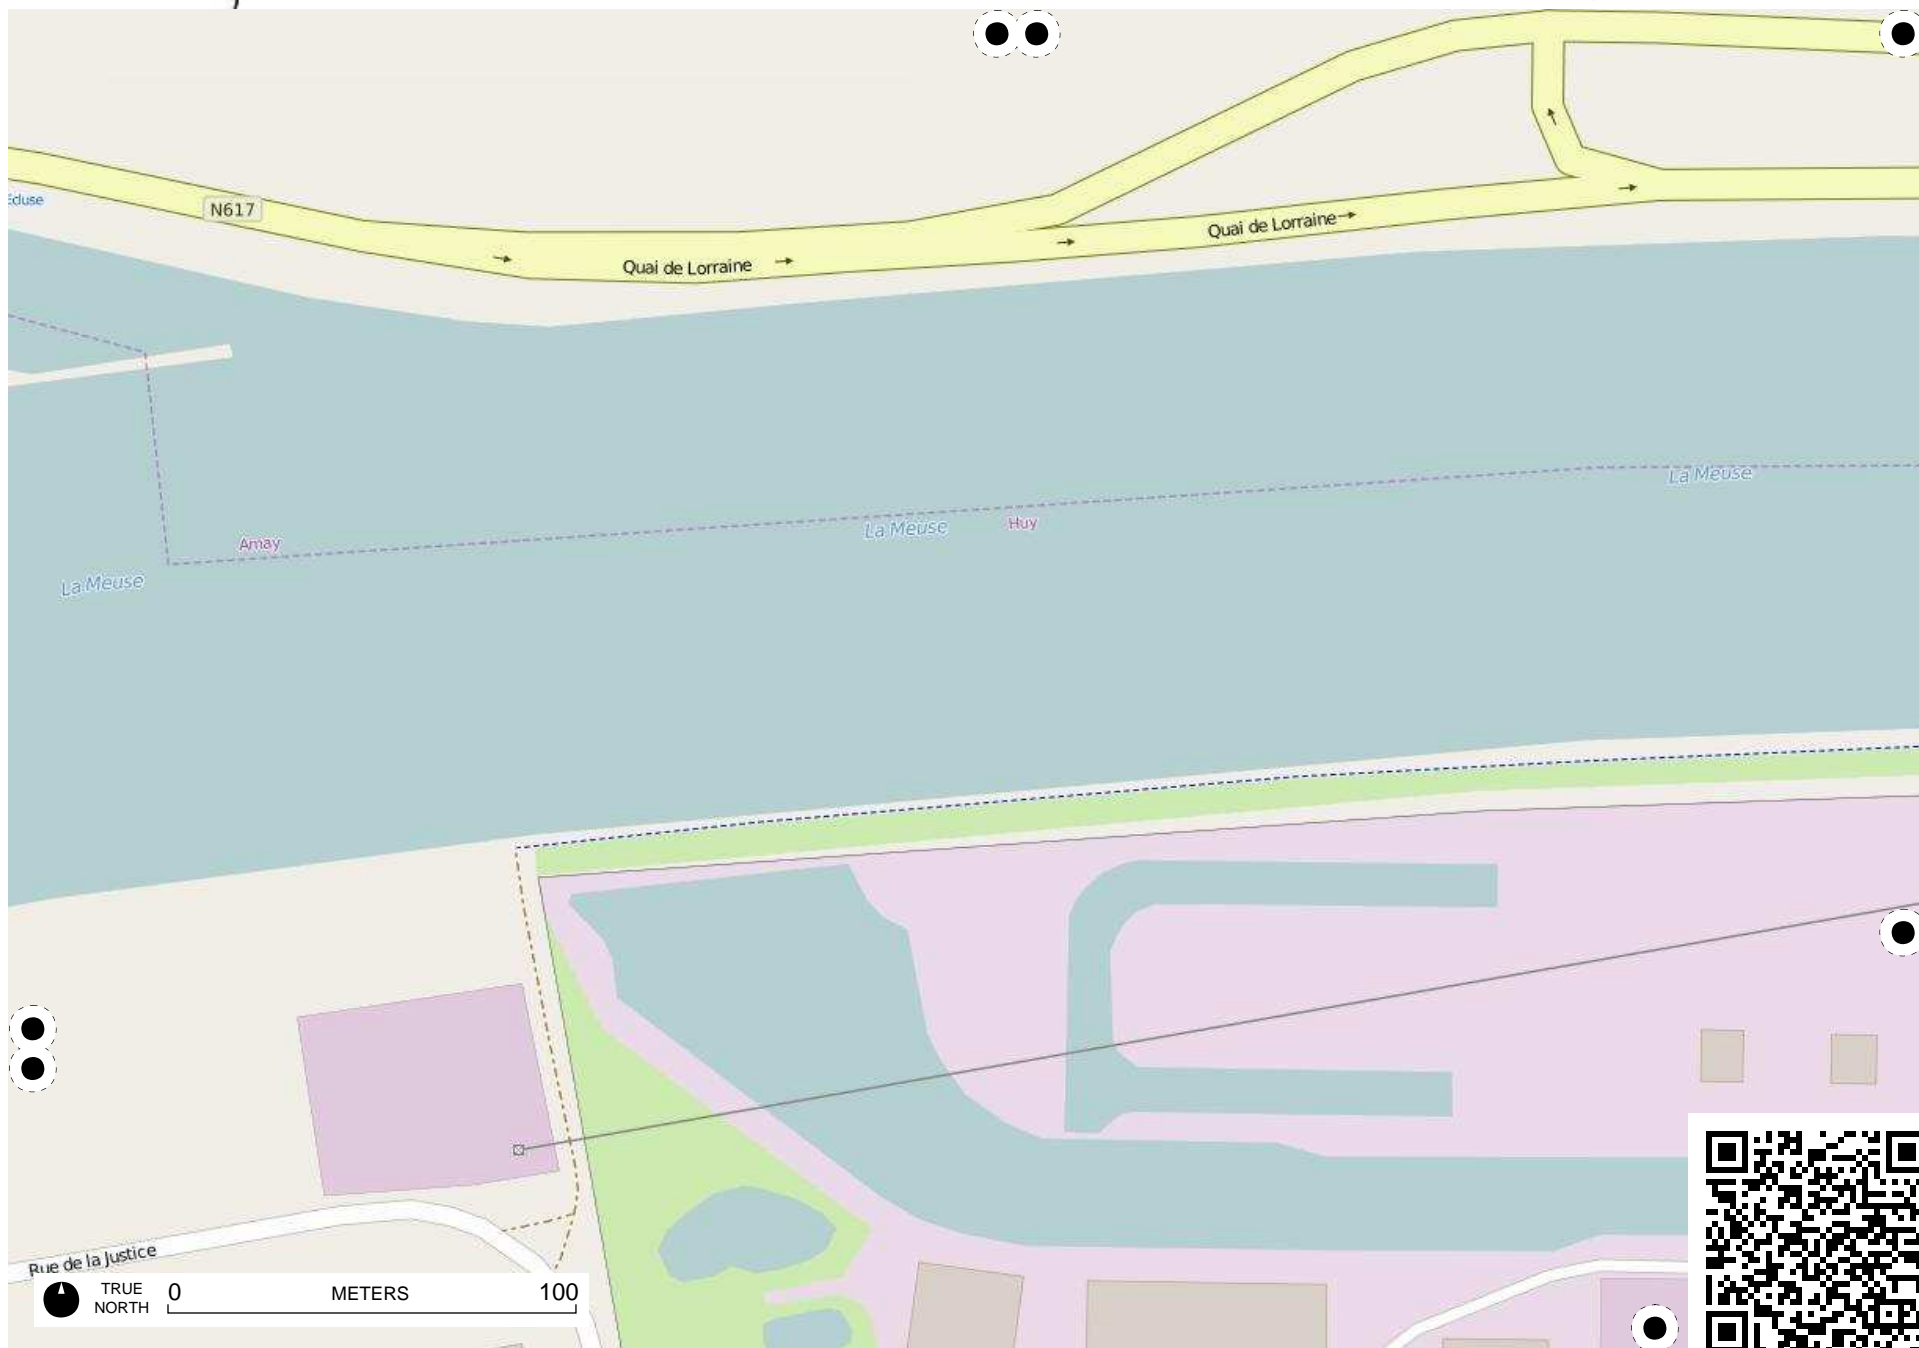 Ecluse
N617
Quai de Lorraine
Quai de Lorraine
La Meuse
La Meuse
Huy
Amay
La Meuse
Rue de la Justice
TRUE
NORTH
0
METERS
100